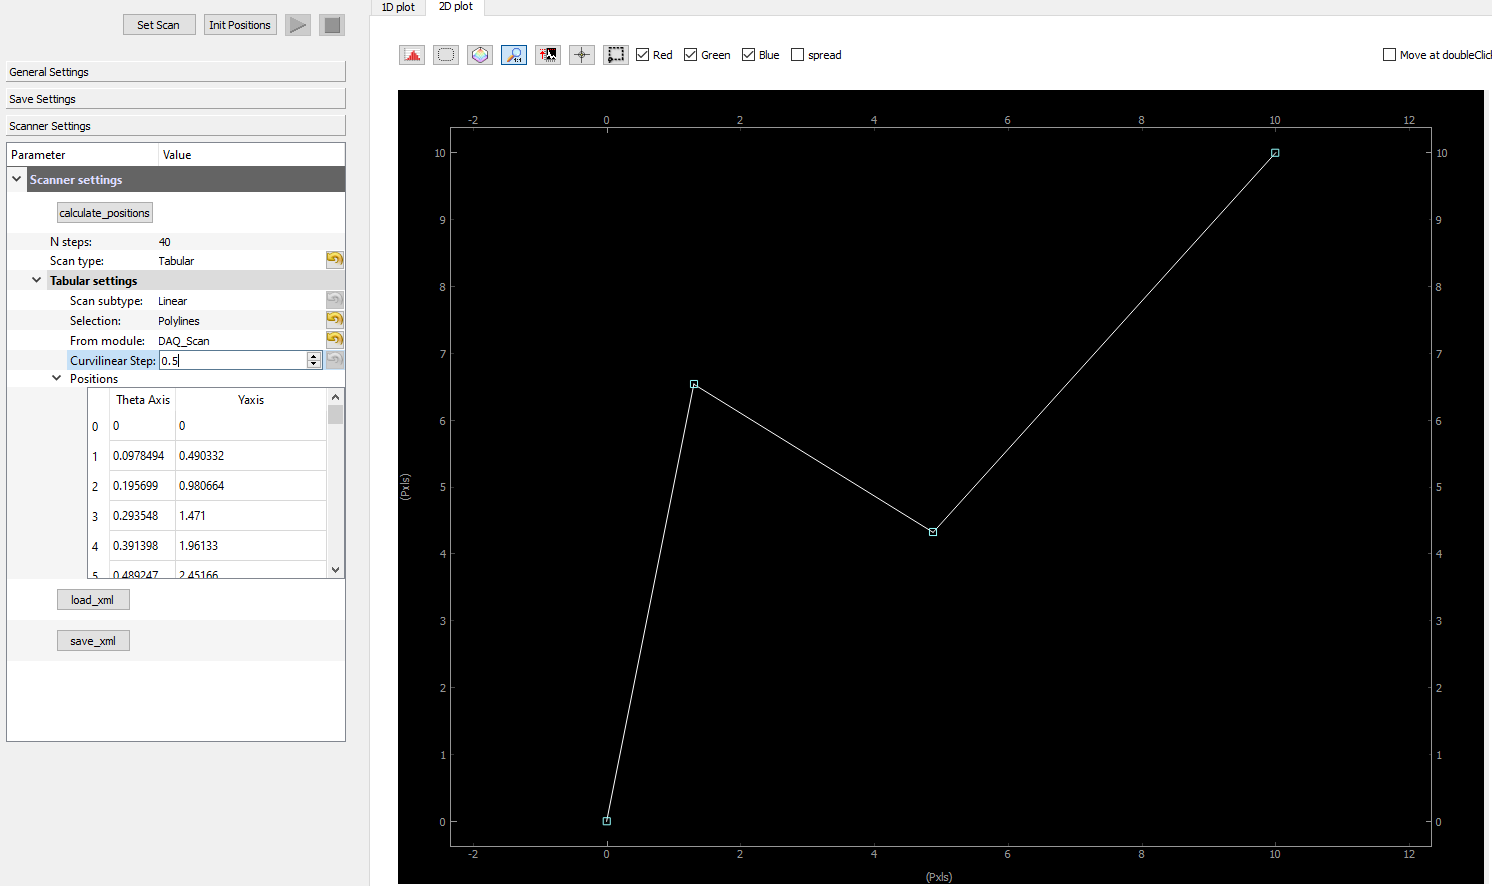 Set Scan Init Positions
General Settings
Save Settings
Scanner Settings
Parameter Value
Scanner settings
calculate_positions
N steps: 40
Scan type: Tabular
Tabular settings
Scan subtype: Linear
Selection: Polylines
From module: DAQ_Scan
Curvilinear Step: 0.5
Positions
Theta Axis Yaxis
0 0 0
1 0.0978494 0.490332
2 0.195699 0.980664
3 0.293548 1.471
4 0.391398 1.96133
5 0.489247 2.45166
load_xml
save_xml
1D plot 2D plot
1:1
Red Green Blue spread Move at doubleClic
-2 0 2 4 6 8 10 12
10 10
9 9
8 8
7 7
6 6
5 5
(Pxls)
4 4
3 3
2 2
1 1
0 0
-2 0 2 4 6 8 10 12
(Pxls)